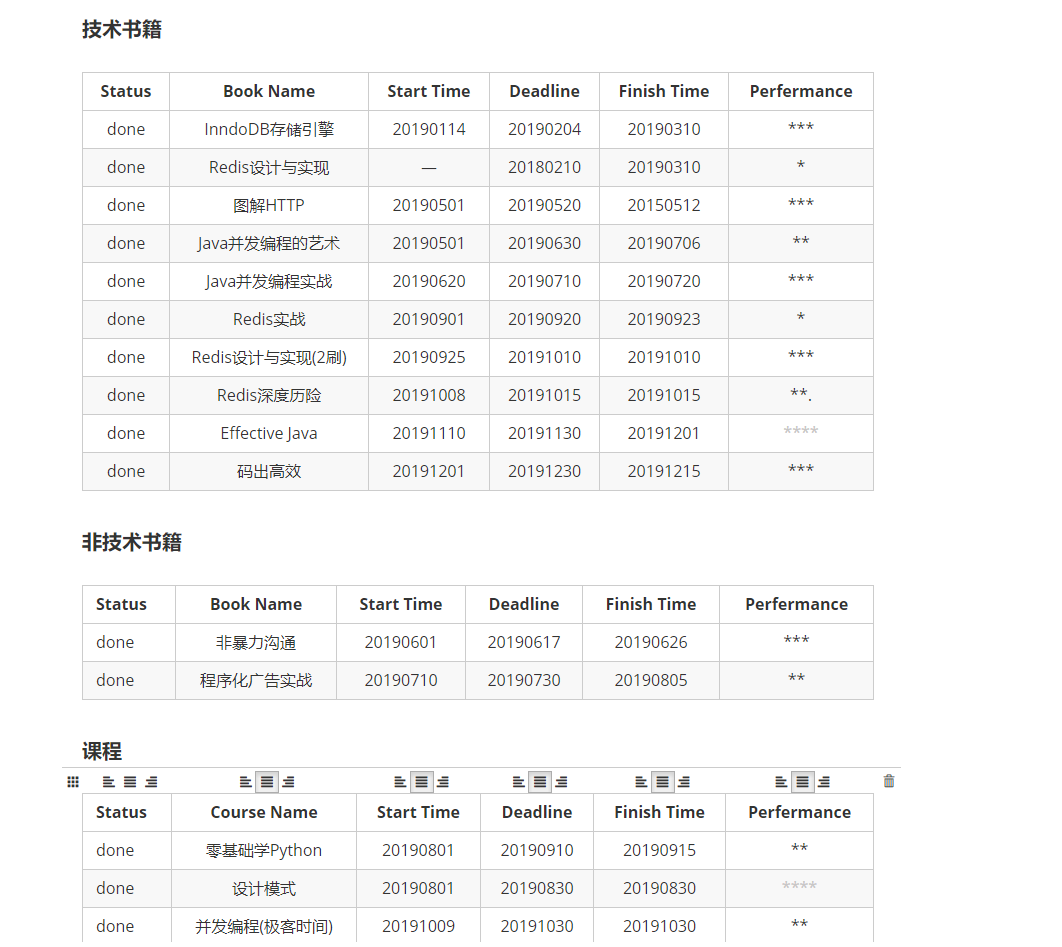 技术书籍
Status Book Name Start Time Deadline Finish Time Perfermance
done InndoDB存储引擎 20190114 20190204 20190310 ***
done Redis设计与实现 — 20180210 20190310 *
done 图解HTTP 20190501 20190520 20150512 ***
done Java并发编程的艺术 20190501 20190630 20190706 **
done Java并发编程实战 20190620 20190710 20190720 ***
done Redis实战 20190901 20190920 20190923 *
done Redis设计与实现(2刷) 20190925 20191010 20191010 ***
done Redis深度历险 20191008 20191015 20191015 **.
done Effective Java 20191110 20191130 20191201 ****
done 码出高效 20191201 20191230 20191215 ***
非技术书籍
Status Book Name Start Time Deadline Finish Time Perfermance
done 非暴力沟通 20190601 20190617 20190626 ***
done 程序化广告实战 20190710 20190730 20190805 **
课程
Status Course Name Start Time Deadline Finish Time Perfermance
done 零基础学Python 20190801 20190910 20190915 **
done 设计模式 20190801 20190830 20190830 ****
done 并发编程(极客时间) 20191009 20191030 20191030 **